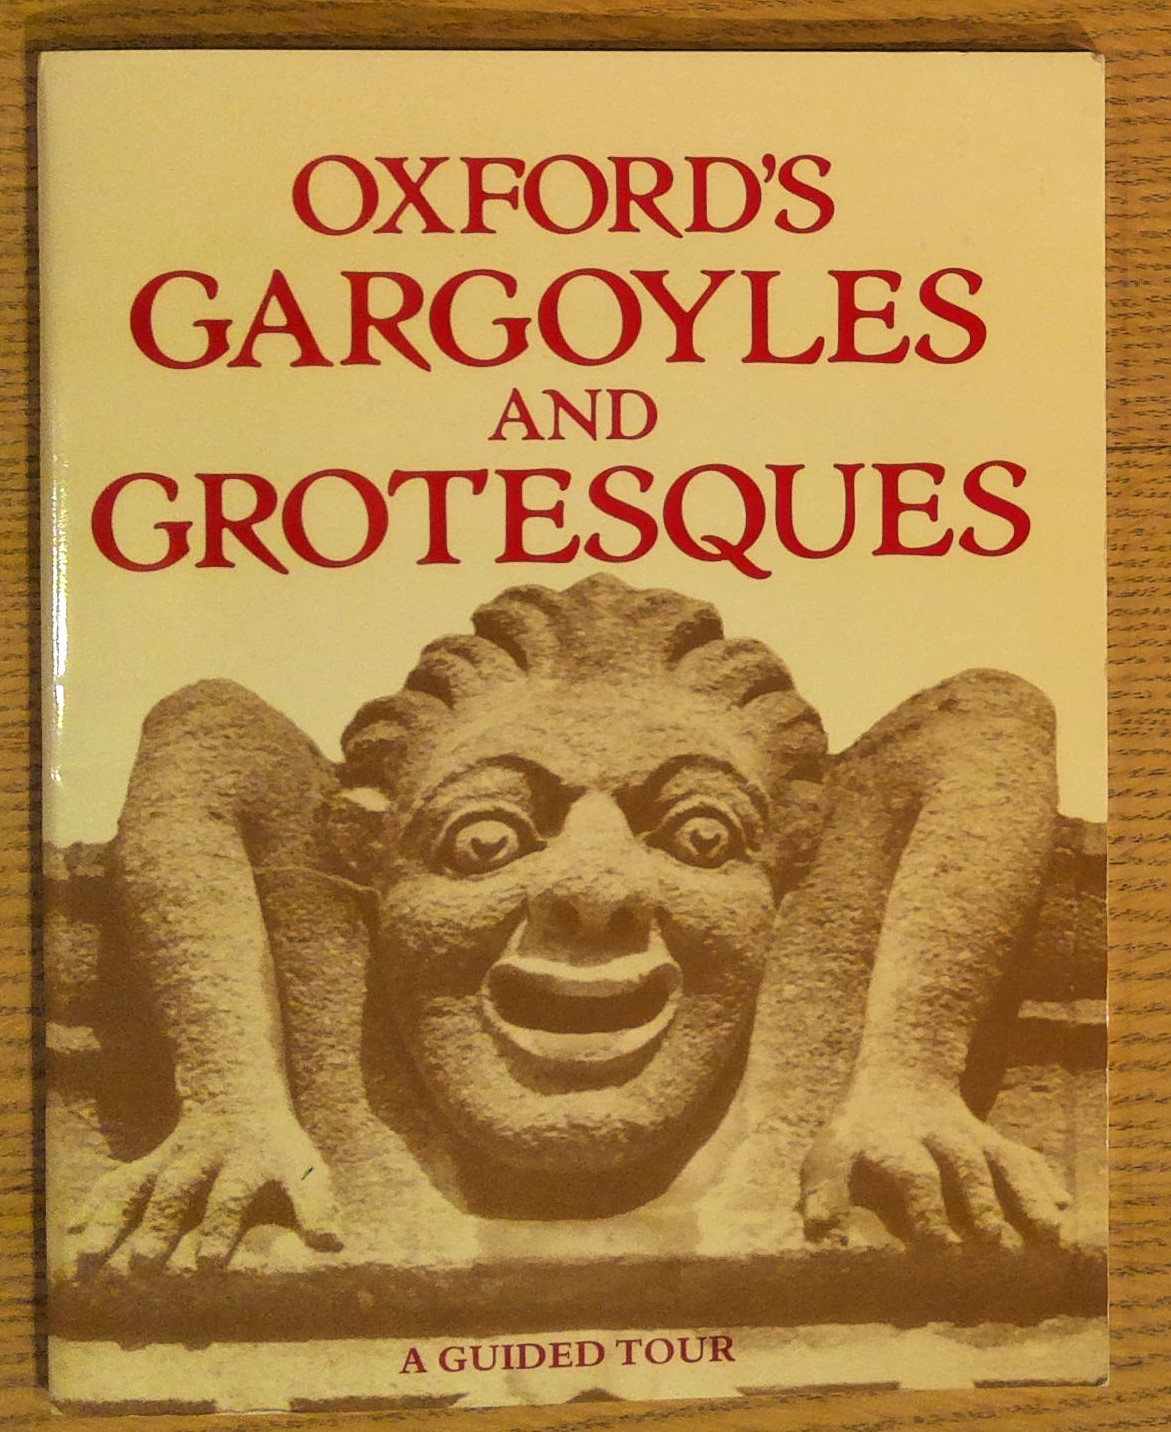 OXFORD'S
GARGOYLES
AND
GROTESQUES
A GUIDED TOUR